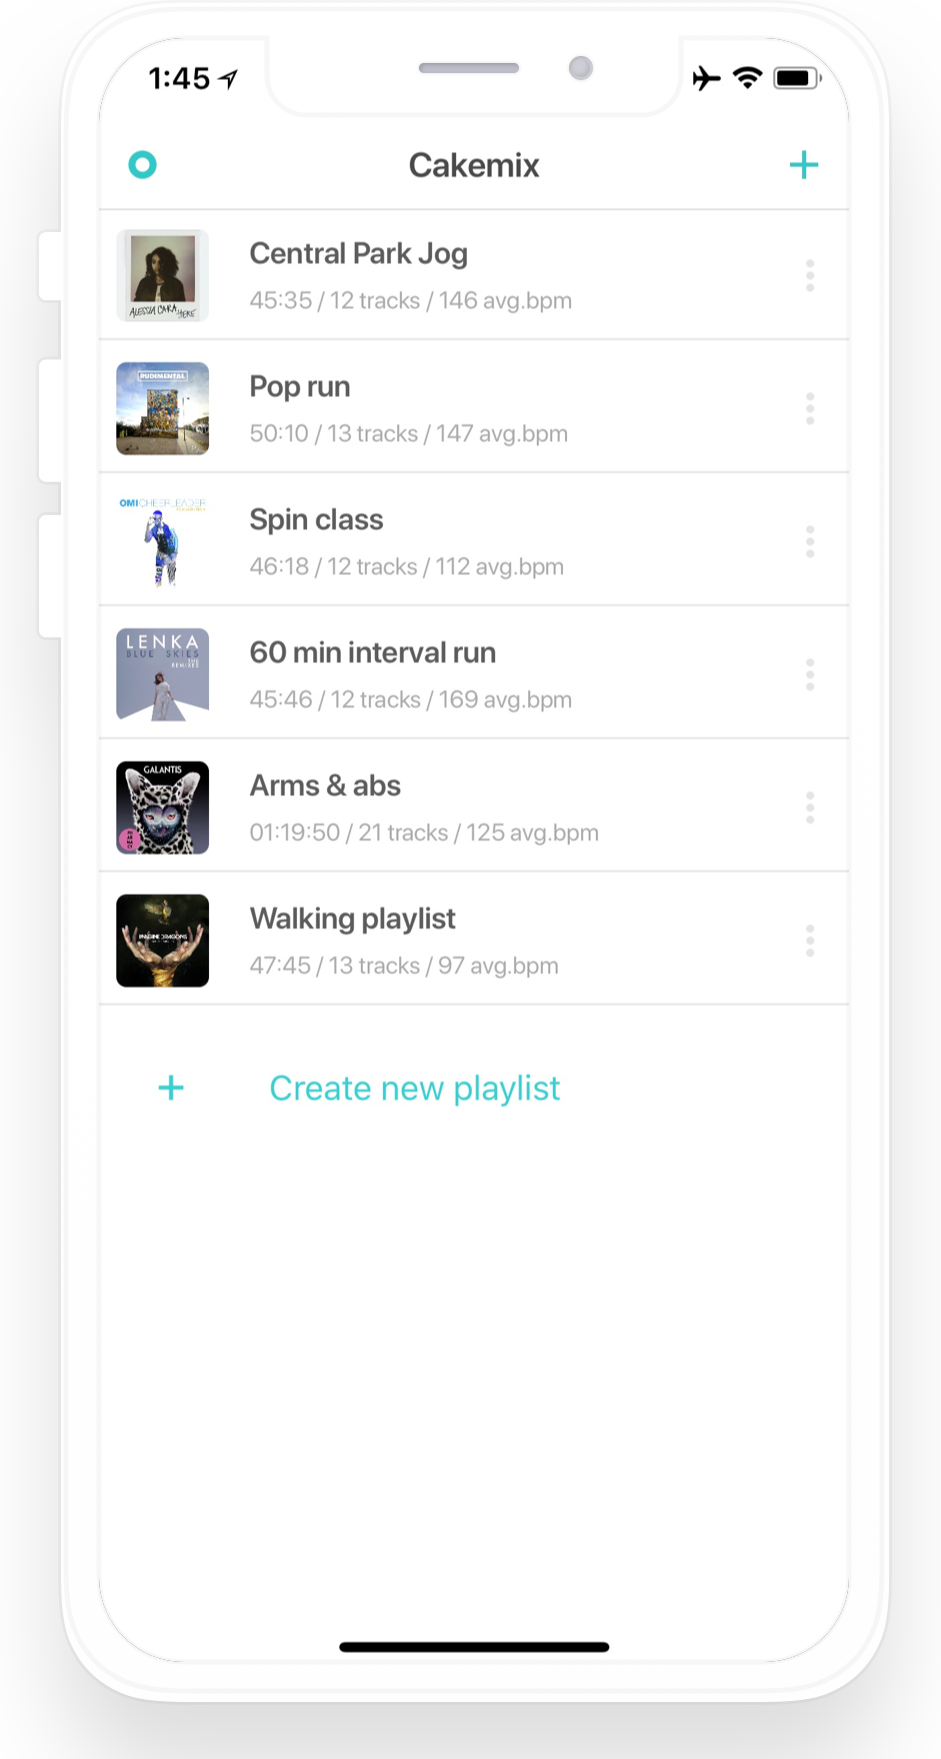 1:45
Cakemix
ALESSIA CARA HERE
Central Park Jog
45:35 / 12 tracks / 146 avg.bpm
RUDIMENTAL
Pop run
50:10 / 13 tracks / 147 avg.bpm
OMI CHEERLEADER
Spin class
46:18 / 12 tracks / 112 avg.bpm
LENKA
BLUE SKIES
THE
REMIXES
60 min interval run
45:46 / 12 tracks / 169 avg.bpm
GALANTIS
Arms & abs
01:19:50 / 21 tracks / 125 avg.bpm
IMAGINE DRAGONS
Walking playlist
47:45 / 13 tracks / 97 avg.bpm
+ Create new playlist